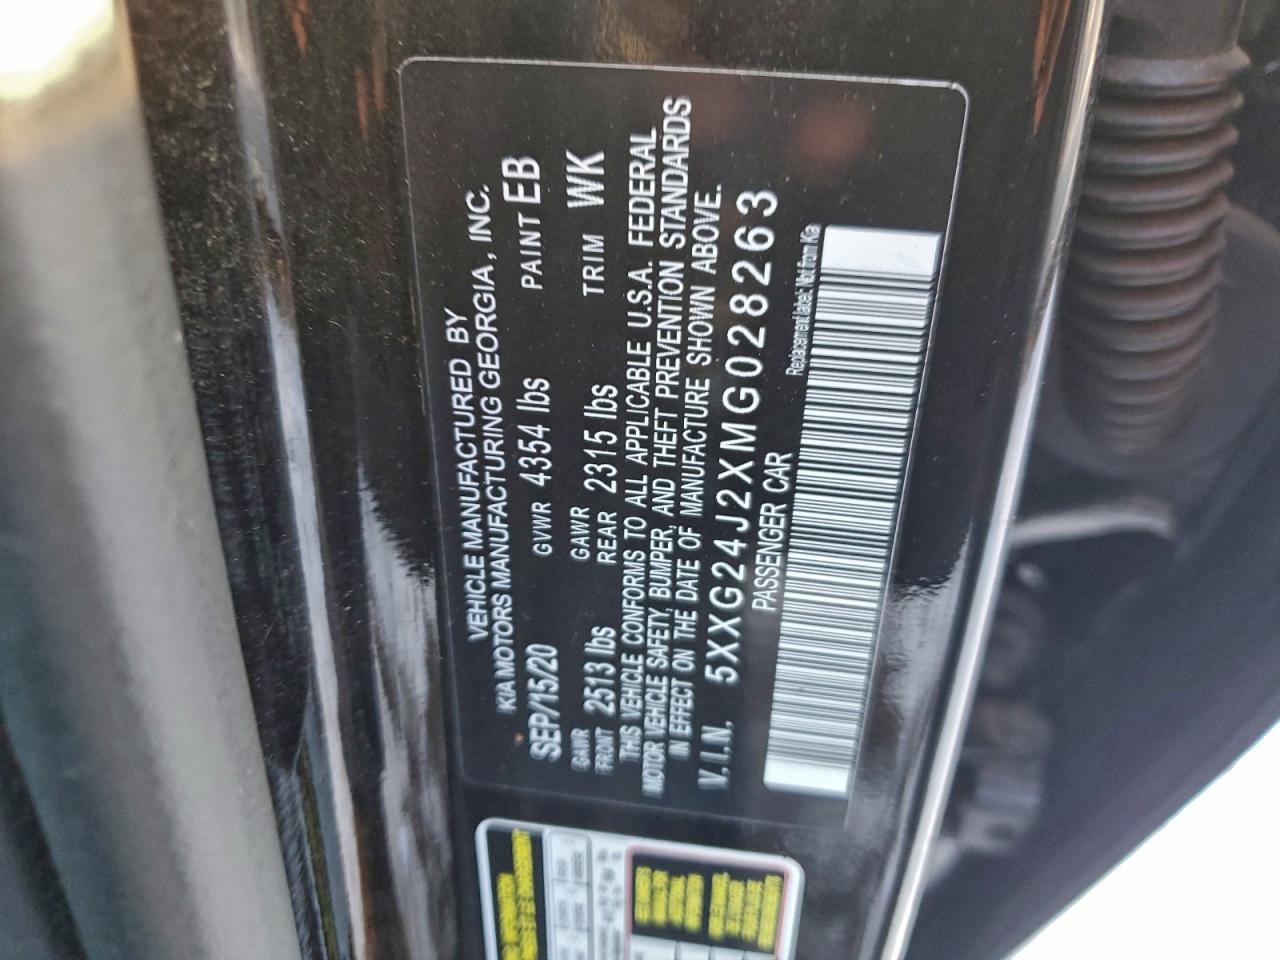 VEHICLE MANUFACTURED BY
KIA MOTORS MANUFACTURING GEORGIA, INC.
SEP/15/20 GVWR 4354 lbs PAINT EB
GAWR FRONT 2513 lbs GAWR REAR 2315 lbs TRIM WK
THIS VEHICLE CONFORMS TO ALL APPLICABLE U.S.A. FEDERAL
MOTOR VEHICLE SAFETY, BUMPER, AND THEFT PREVENTION STANDARDS
IN EFFECT ON THE DATE OF MANUFACTURE SHOWN ABOVE.
V.I.N. 5XXG24J2XMG028263
PASSENGER CAR
Replacement label: Not from Kia